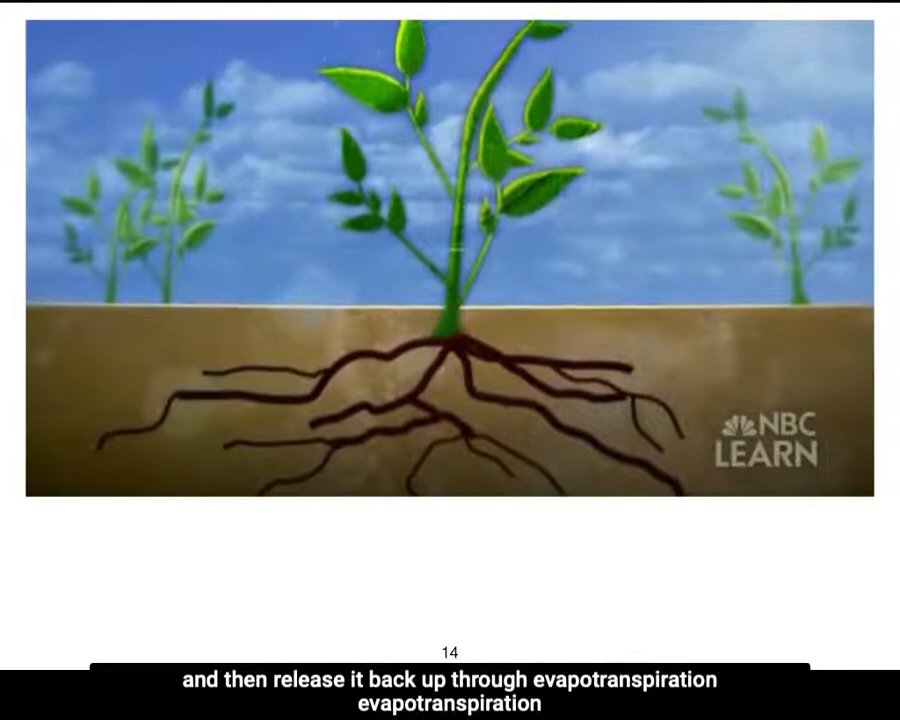 NBC
LEARN
14
and then release it back up through evapotranspiration
evapotranspiration